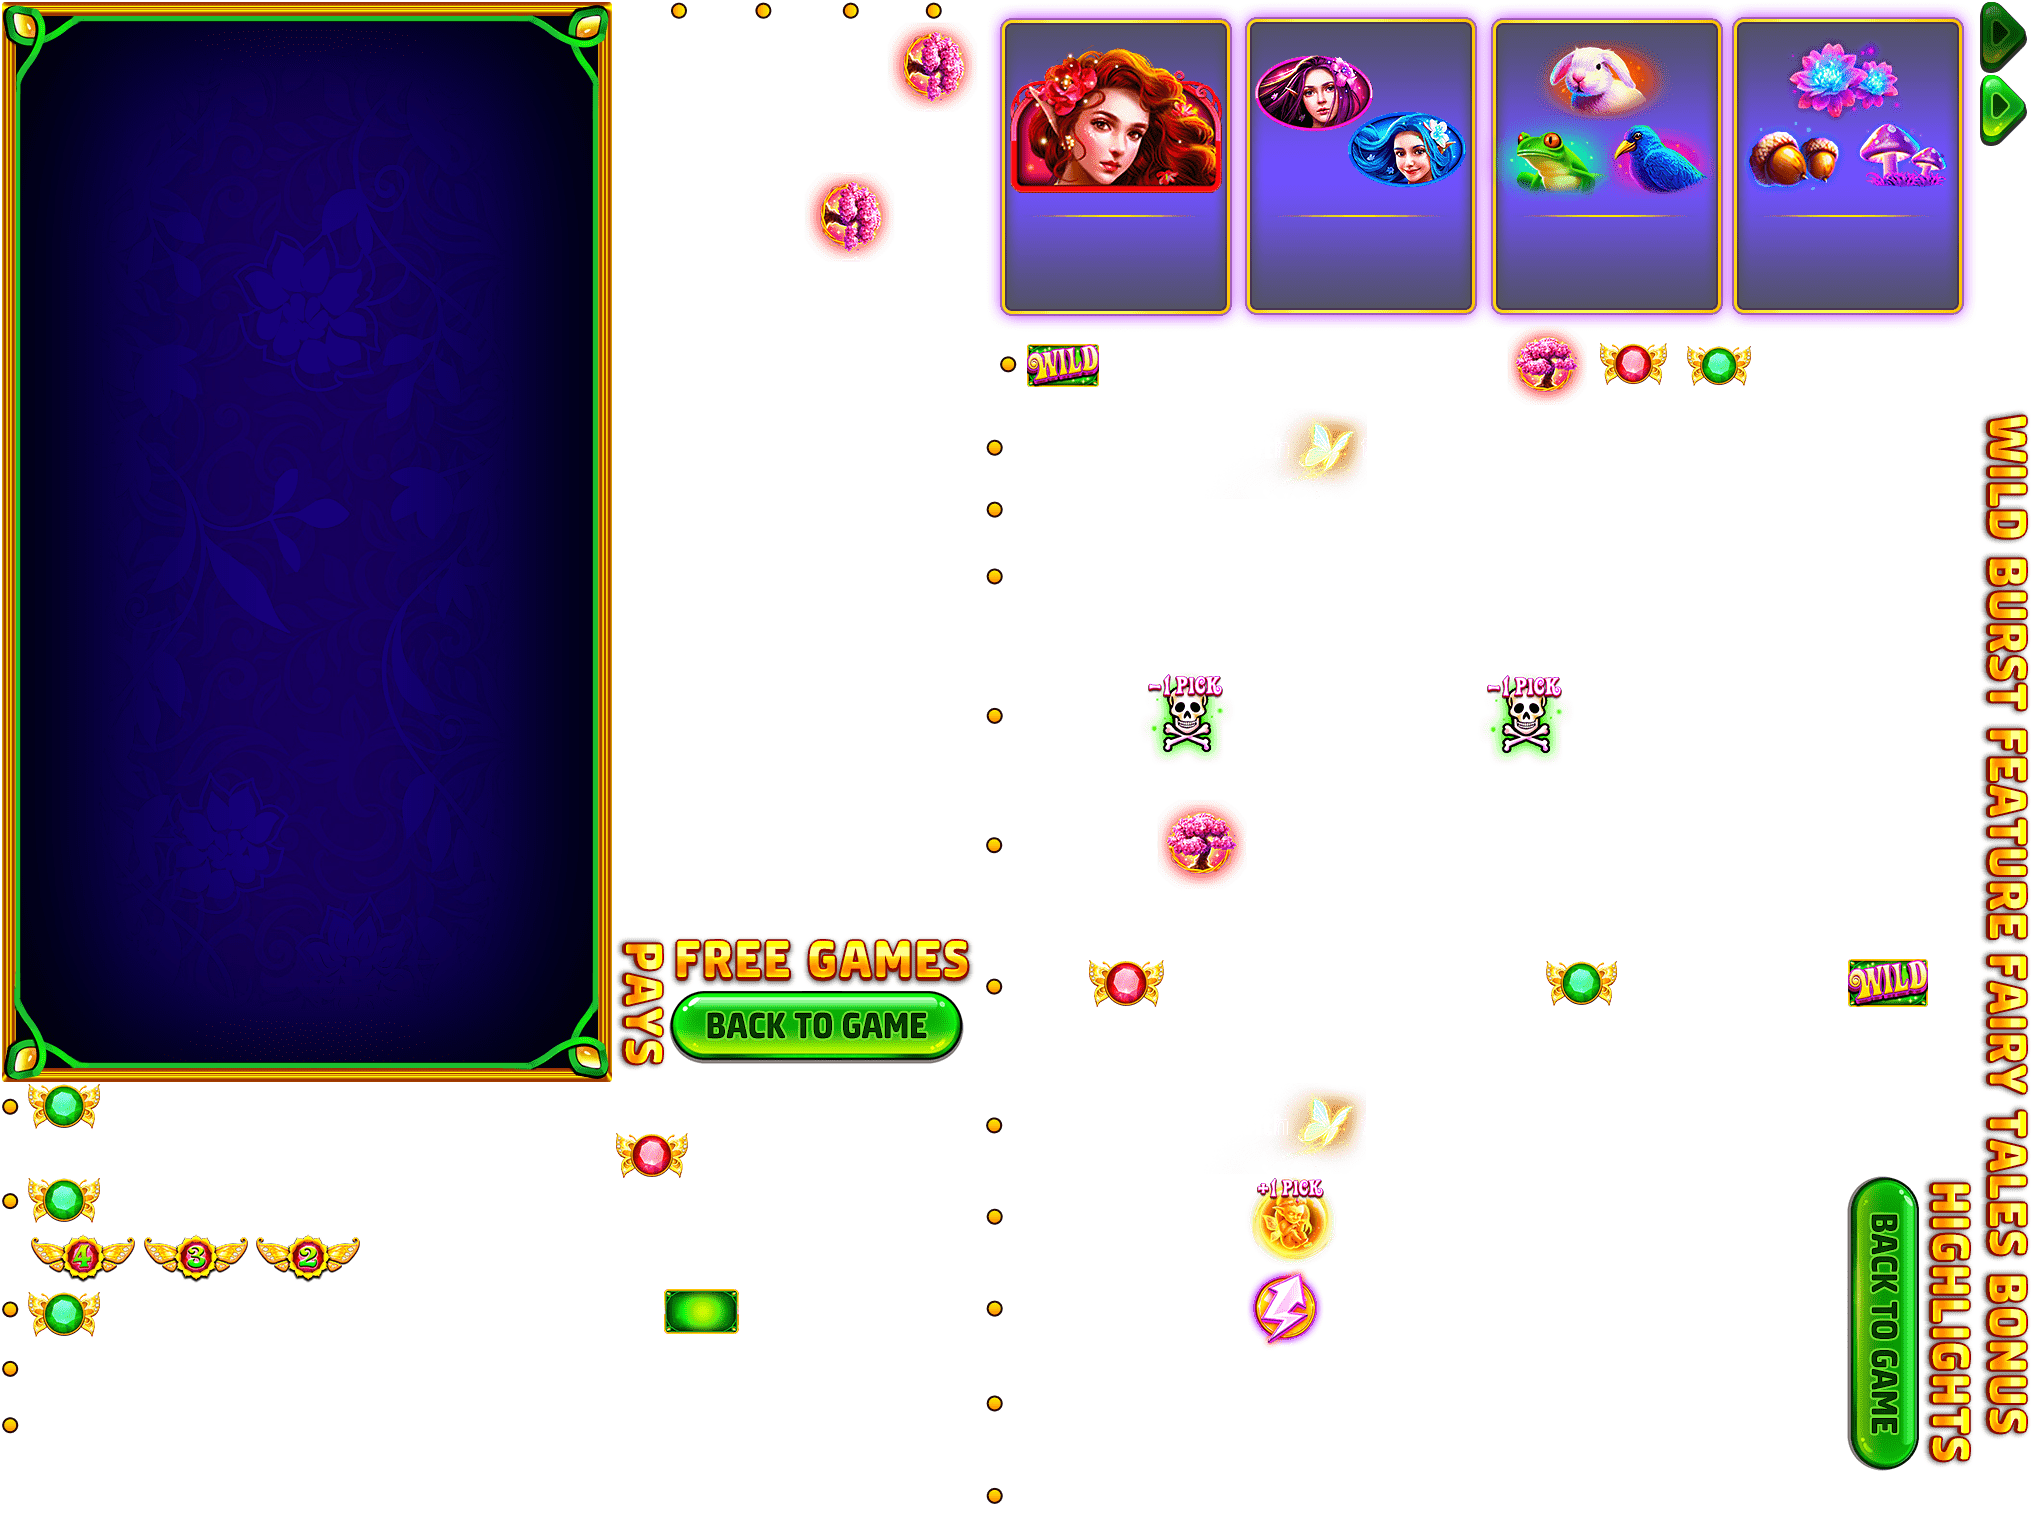 WILD
-1 PICK
-1 PICK
PAYS
FREE GAMES
BACK TO GAME
WILD
+1 PICK
4
3
2
WILD BURST FEATURE FAIRY TALES BONUS
HIGHLIGHTS
BACK TO GAME